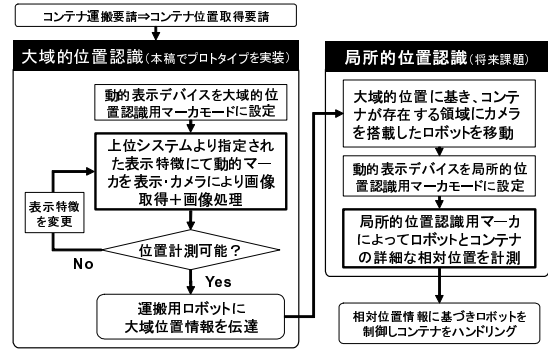 コンテナ運搬要請⇒コンテナ位置取得要請
大域的位置認識(本稿でプロトタイプを実装)
動的表示デバイスを大域的位
置認識用マーカモードに設定
上位システムより指定され
た表示特徴にて動的マー
カを表示・カメラにより画像
取得+画像処理
表示特徴
を変更
位置計測可能?
No
Yes
運搬用ロボットに
大域位置情報を伝達
局所的位置認識(将来課題)
大域的位置に基き、コンテ
ナが存在する領域にカメラ
を搭載したロボットを移動
動的表示デバイスを局所的位
置認識用マーカモードに設定
局所的位置認識用マーカ
によってロボットとコンテナ
の詳細な相対位置を計測
相対位置情報に基づきロボットを
制御しコンテナをハンドリング